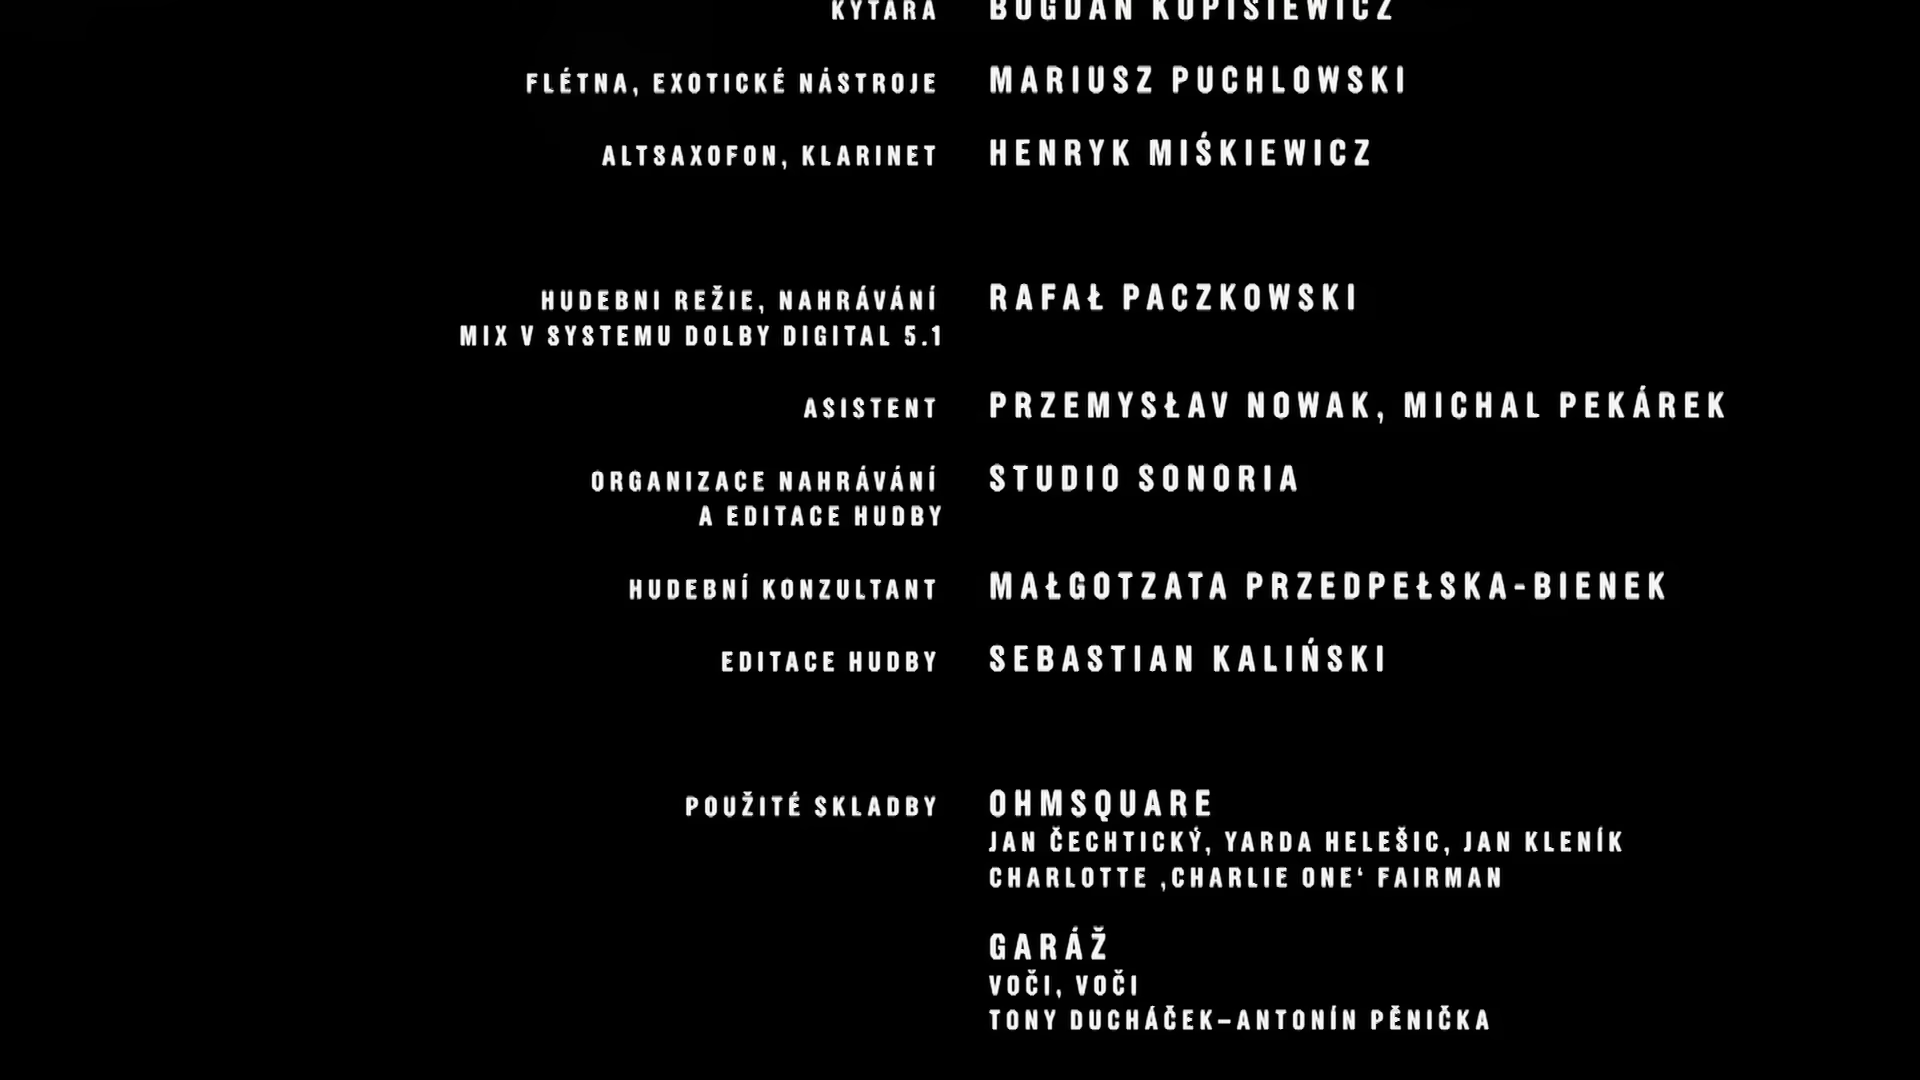 KYTARA BOGDAN KUPISIEWICZ
FLÉTNA, EXOTICKÉ NÁSTROJE MARIUSZ PUCHLOWSKI
ALTSAXOFON, KLARINET HENRYK MIŚKIEWICZ
HUDEBNI REŽIE, NAHRÁVÁNÍ RAFAŁ PACZKOWSKI
MIX V SYSTEMU DOLBY DIGITAL 5.1
ASISTENT PRZEMYSŁAV NOWAK, MICHAL PEKÁREK
ORGANIZACE NAHRÁVÁNÍ STUDIO SONORIA
A EDITACE HUDBY
HUDEBNÍ KONZULTANT MAŁGOTZATA PRZEDPEŁSKA-BIENEK
EDITACE HUDBY SEBASTIAN KALIŃSKI
POUŽITÉ SKLADBY OHMSQUARE
JAN ČECHTICKÝ, YARDA HELEŠIC, JAN KLENÍK
CHARLOTTE ‚CHARLIE ONE‘ FAIRMAN
GARÁŽ
VOČI, VOČI
TONY DUCHÁČEK–ANTONÍN PĚNIČKA